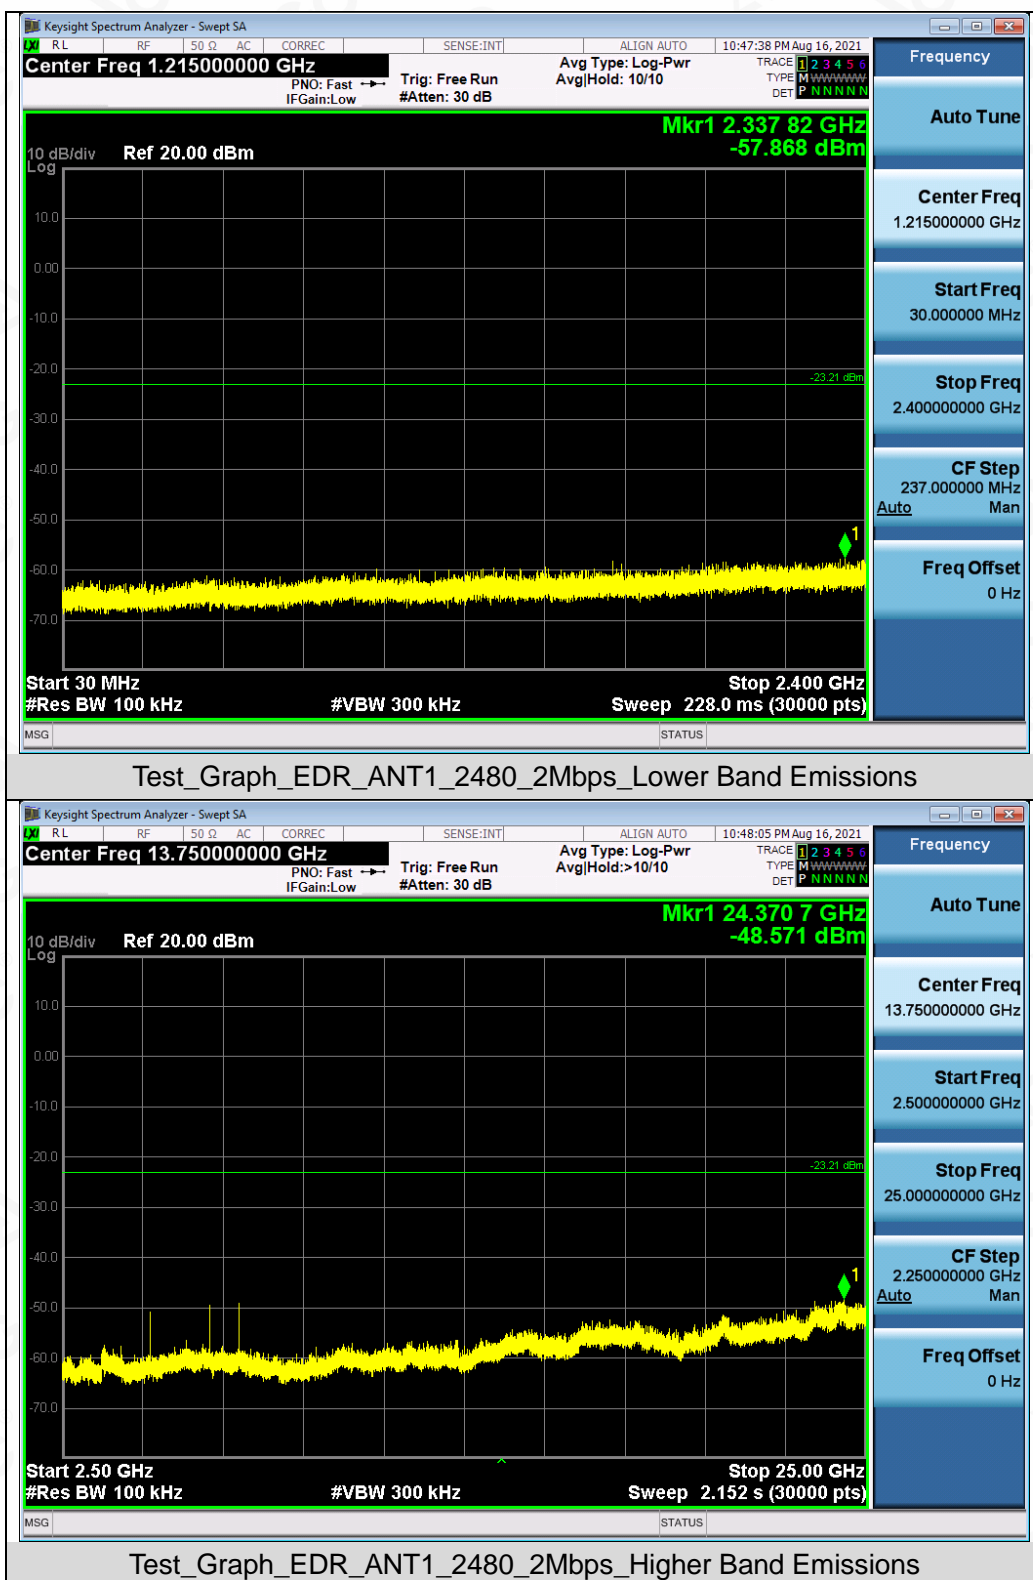 Keysight Spectrum Analyzer - Swept SA
LXI RL RF 50 Ω AC CORREC SENSE:INT ALIGN AUTO 10:47:38 PM Aug 16, 2021
Center Freq 1.215000000 GHz
PNO: Fast
IFGain:Low
Trig: Free Run
#Atten: 30 dB
Avg Type: Log-Pwr
Avg|Hold: 10/10
TRACE 1 2 3 4 5 6
TYPE M WWWWW
DET P N N N N N
Mkr1 2.337 82 GHz
-57.868 dBm
10 dB/div Ref 20.00 dBm
Log
10.0
0.00
-10.0
-20.0
-23.21 dBm
-30.0
-40.0
-50.0
1
-60.0
-70.0
Start 30 MHz Stop 2.400 GHz
#Res BW 100 kHz #VBW 300 kHz Sweep 228.0 ms (30000 pts)
MSG STATUS
Frequency
Auto Tune
Center Freq
1.215000000 GHz
Start Freq
30.000000 MHz
Stop Freq
2.400000000 GHz
CF Step
237.000000 MHz
Auto Man
Freq Offset
0 Hz
Test_Graph_EDR_ANT1_2480_2Mbps_Lower Band Emissions
Keysight Spectrum Analyzer - Swept SA
LXI RL RF 50 Ω AC CORREC SENSE:INT ALIGN AUTO 10:48:05 PM Aug 16, 2021
Center Freq 13.750000000 GHz
PNO: Fast
IFGain:Low
Trig: Free Run
#Atten: 30 dB
Avg Type: Log-Pwr
Avg|Hold:>10/10
TRACE 1 2 3 4 5 6
TYPE M WWWWW
DET P N N N N N
Mkr1 24.370 7 GHz
-48.571 dBm
10 dB/div Ref 20.00 dBm
Log
10.0
0.00
-10.0
-20.0
-23.21 dBm
-30.0
-40.0
1
-50.0
-60.0
-70.0
Start 2.50 GHz Stop 25.00 GHz
#Res BW 100 kHz #VBW 300 kHz Sweep 2.152 s (30000 pts)
MSG STATUS
Frequency
Auto Tune
Center Freq
13.750000000 GHz
Start Freq
2.500000000 GHz
Stop Freq
25.000000000 GHz
CF Step
2.250000000 GHz
Auto Man
Freq Offset
0 Hz
Test_Graph_EDR_ANT1_2480_2Mbps_Higher Band Emissions